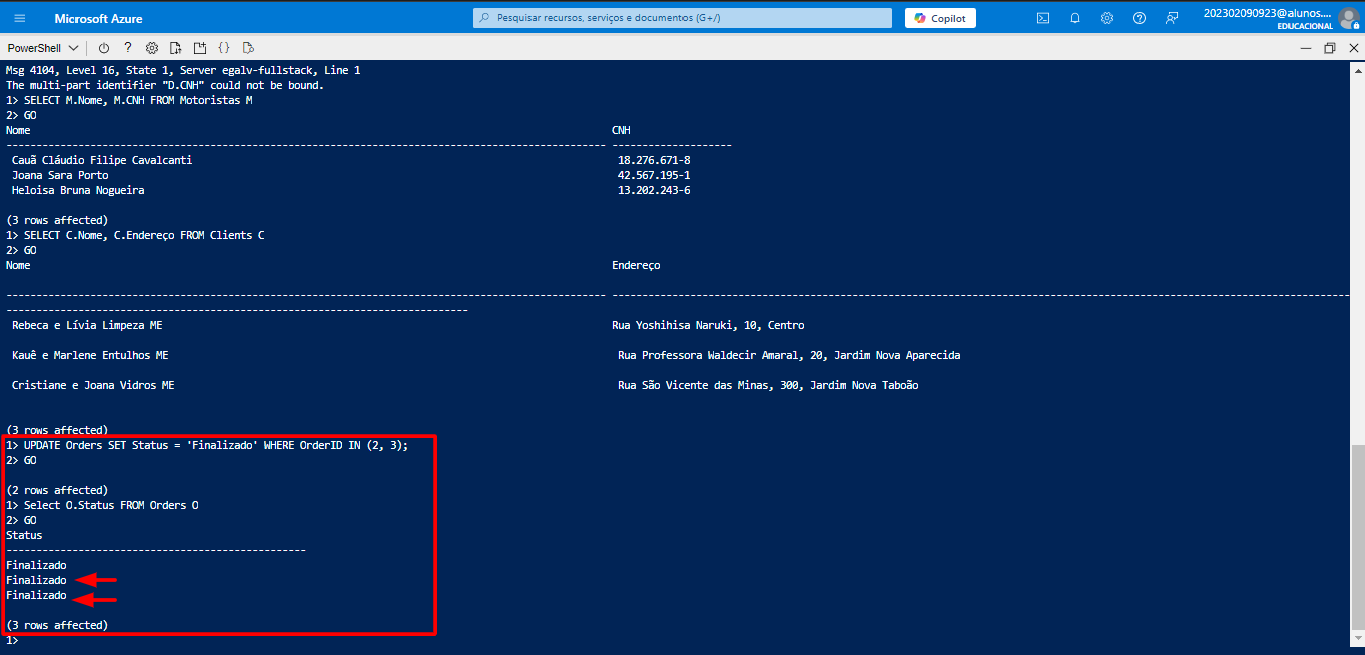 Microsoft Azure
Pesquisar recursos, serviços e documentos (G+/)
Copilot
202302090923@alunos....
EDUCACIONAL
PowerShell
Msg 4104, Level 16, State 1, Server egalv-fullstack, Line 1
The multi-part identifier "D.CNH" could not be bound.
1> SELECT M.Nome, M.CNH FROM Motoristas M
2> GO
Nome CNH
---------------------------------------------------------------------------------------------------- --------------------
Cauã Cláudio Filipe Cavalcanti 18.276.671-8
Joana Sara Porto 42.567.195-1
Heloisa Bruna Nogueira 13.202.243-6
(3 rows affected)
1> SELECT C.Nome, C.Endereço FROM Clients C
2> GO
Nome Endereço
---------------------------------------------------------------------------------------------------- ---------------------------------------------------------------------------------------------------------------------------
-----------------------------------------------------------------------------
Rebeca e Lívia Limpeza ME Rua Yoshihisa Naruki, 10, Centro
Kauê e Marlene Entulhos ME Rua Professora Waldecir Amaral, 20, Jardim Nova Aparecida
Cristiane e Joana Vidros ME Rua São Vicente das Minas, 300, Jardim Nova Taboão
(3 rows affected)
1> UPDATE Orders SET Status = 'Finalizado' WHERE OrderID IN (2, 3);
2> GO
(2 rows affected)
1> Select O.Status FROM Orders O
2> GO
Status
--------------------------------------------------
Finalizado
Finalizado
Finalizado
(3 rows affected)
1>